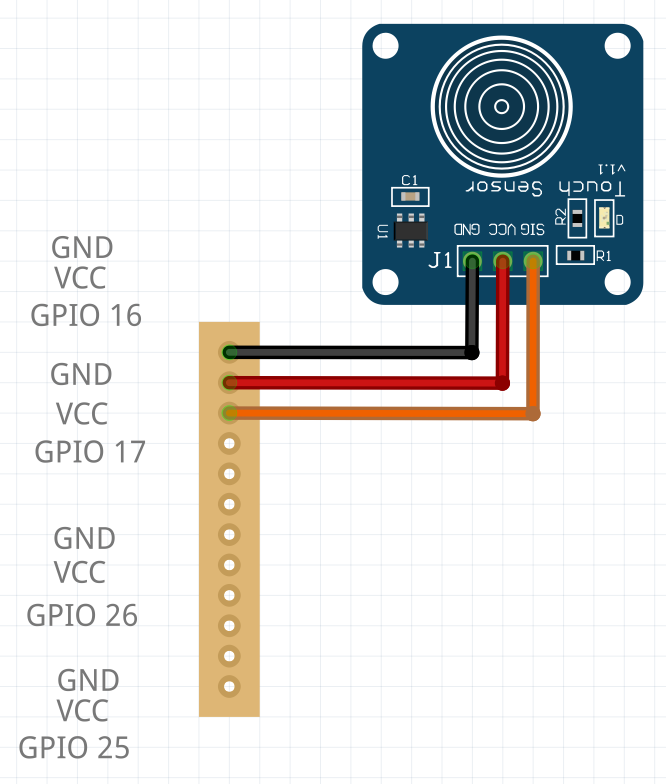 GND
VCC
GPIO 16
GND
VCC
GPIO 17
GND
VCC
GPIO 26
GND
VCC
GPIO 25
v1.1
Touch Sensor
C1
U1
R2
D
SIG VCC GND
J1
R1